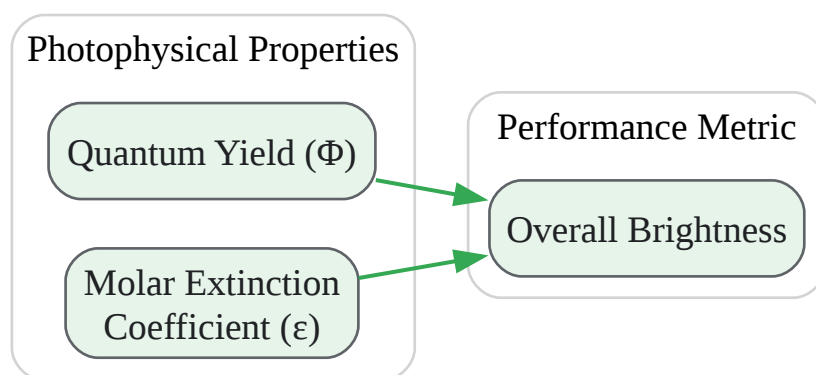 Photophysical Properties
Quantum Yield (Φ)
Molar Extinction
Coefficient (ε)
Performance Metric
Overall Brightness